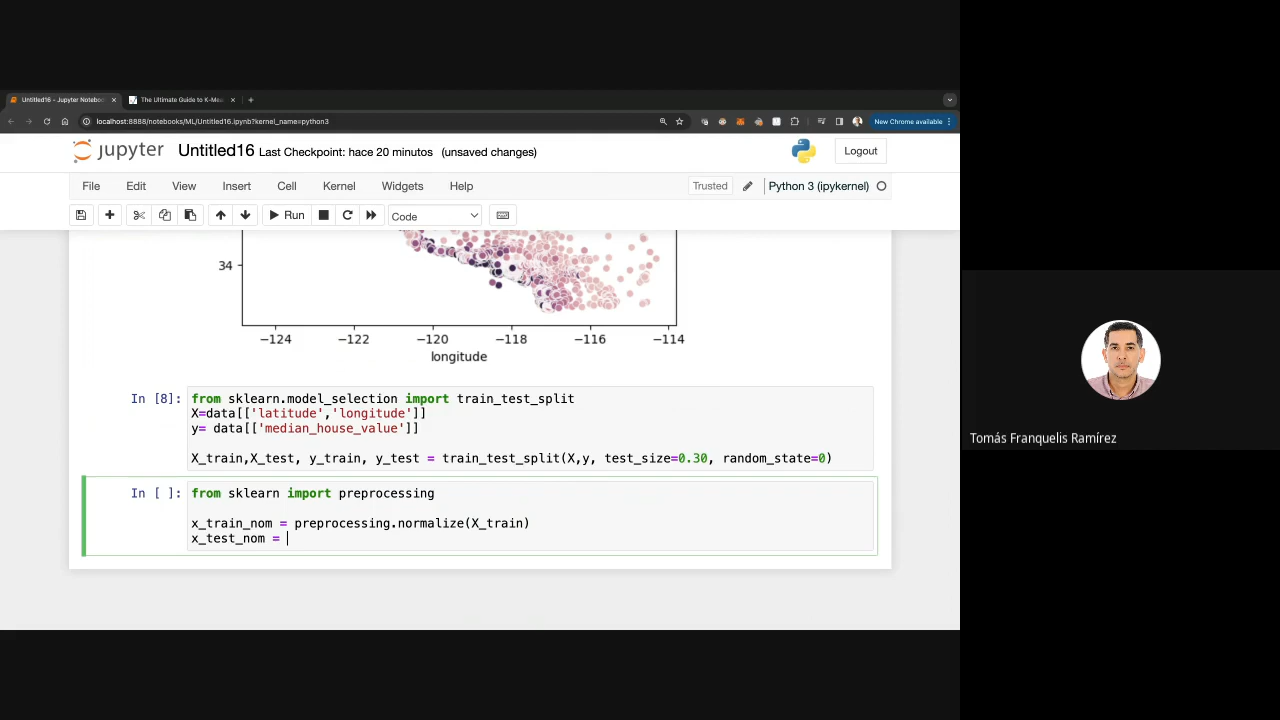 Untitled16 - Jupyter Noteboo
The Ultimate Guide to K-Me
localhost:8888/notebooks/ML/Untitled16.ipynb?kernel_name=python3
New Chrome available
jupyter Untitled16 Last Checkpoint: hace 20 minutos (unsaved changes)
Logout
File Edit View Insert Cell Kernel Widgets Help
Trusted
Python 3 (ipykernel)
Run
Code
34
−124 −122 −120 −118 −116 −114
longitude
In [8]: from sklearn.model_selection import train_test_split
X=data[['latitude','longitude']]
y= data[['median_house_value']]
X_train,X_test, y_train, y_test = train_test_split(X,y, test_size=0.30, random_state=0)
In [ ]: from sklearn import preprocessing
x_train_nom = preprocessing.normalize(X_train)
x_test_nom =
Tomás Franquelis Ramírez